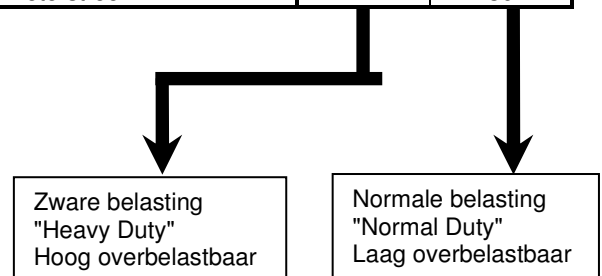 Zware belasting
"Heavy Duty"
Hoog overbelastbaar
Normale belasting
"Normal Duty"
Laag overbelastbaar